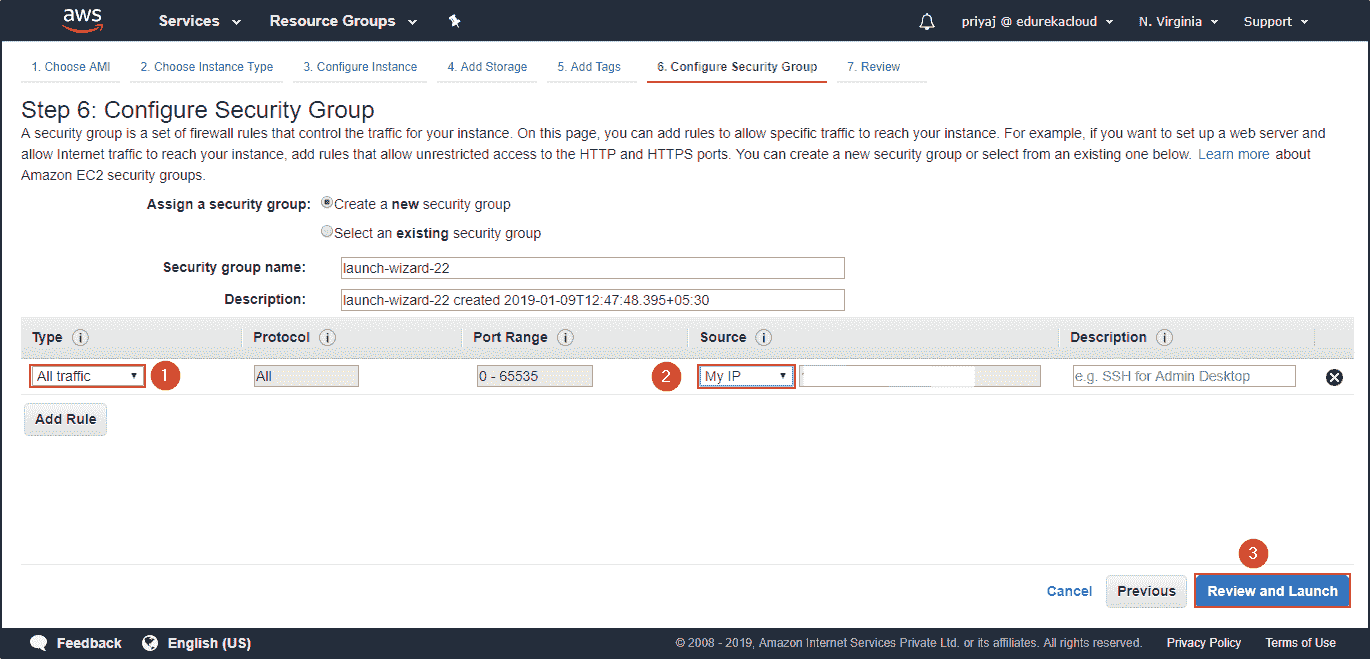 aws Services Resource Groups priyaj @ edurekacloud N. Virginia Support
1. Choose AMI 2. Choose Instance Type 3. Configure Instance 4. Add Storage 5. Add Tags 6. Configure Security Group 7. Review
Step 6: Configure Security Group
A security group is a set of firewall rules that control the traffic for your instance. On this page, you can add rules to allow specific traffic to reach your instance. For example, if you want to set up a web server and
allow Internet traffic to reach your instance, add rules that allow unrestricted access to the HTTP and HTTPS ports. You can create a new security group or select from an existing one below. Learn more about
Amazon EC2 security groups.
Assign a security group: Create a new security group
Select an existing security group
Security group name: launch-wizard-22
Description: launch-wizard-22 created 2019-01-09T12:47:48.395+05:30
Type i Protocol i Port Range i Source i Description i
All traffic 1 All 0 - 65535 2 My IP e.g. SSH for Admin Desktop
Add Rule
3
Cancel Previous Review and Launch
Feedback English (US) © 2008 - 2019, Amazon Internet Services Private Ltd. or its affiliates. All rights reserved. Privacy Policy Terms of Use